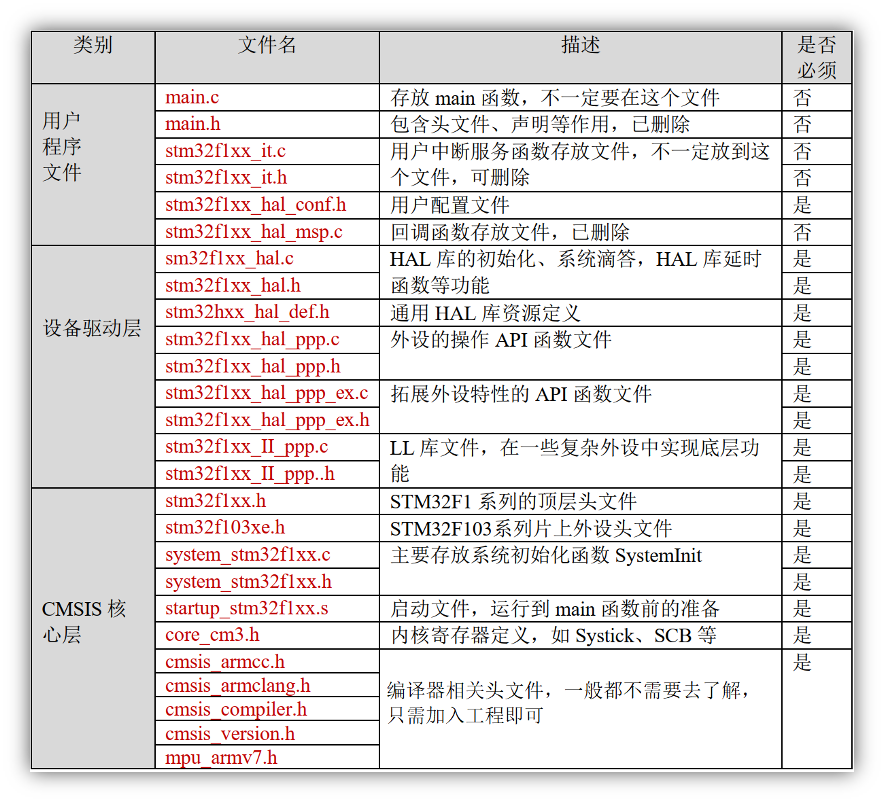 类别 文件名 描述 是否
必须
用户
程序
文件
main.c 存放 main 函数，不一定要在这个文件 否
main.h 包含头文件、声明等作用，已删除 否
stm32f1xx_it.c 用户中断服务函数存放文件，不一定放到这 否
stm32f1xx_it.h 个文件，可删除 否
stm32f1xx_hal_conf.h 用户配置文件 是
stm32f1xx_hal_msp.c 回调函数存放文件，已删除 否
设备驱动层
sm32f1xx_hal.c HAL 库的初始化、系统滴答，HAL 库延时 是
stm32f1xx_hal.h 函数等功能 是
stm32hxx_hal_def.h 通用 HAL 库资源定义 是
stm32f1xx_hal_ppp.c 外设的操作 API 函数文件 是
stm32f1xx_hal_ppp.h 是
stm32f1xx_hal_ppp_ex.c 拓展外设特性的 API 函数文件 是
stm32f1xx_hal_ppp_ex.h 是
stm32f1xx_II_ppp.c LL 库文件，在一些复杂外设中实现底层功 是
stm32f1xx_II_ppp..h 能 是
CMSIS 核
心层
stm32f1xx.h STM32F1 系列的顶层头文件 是
stm32f103xe.h STM32F103系列片上外设头文件 是
system_stm32f1xx.c 主要存放系统初始化函数 SystemInit 是
system_stm32f1xx.h 是
startup_stm32f1xx.s 启动文件，运行到 main 函数前的准备 是
core_cm3.h 内核寄存器定义，如 Systick、SCB 等 是
cmsis_armcc.h 是
cmsis_armclang.h 编译器相关头文件，一般都不需要去了解，
cmsis_compiler.h 只需加入工程即可
cmsis_version.h
mpu_armv7.h